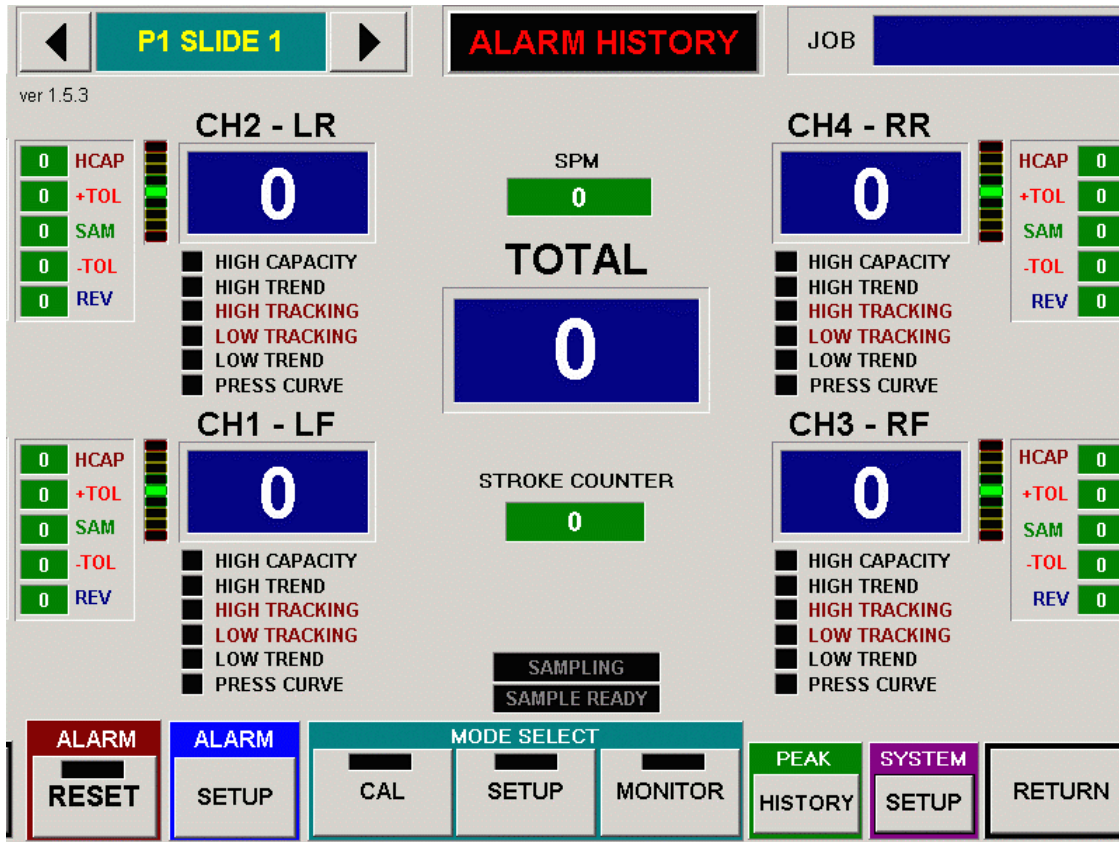 P1 SLIDE 1
ALARM HISTORY
JOB
ver 1.5.3
CH2 - LR
0 HCAP
0 +TOL
0 SAM
0 -TOL
0 REV
0
HIGH CAPACITY
HIGH TREND
HIGH TRACKING
LOW TRACKING
LOW TREND
PRESS CURVE
SPM
0
TOTAL
0
CH4 - RR
0
HCAP 0
+TOL 0
SAM 0
-TOL 0
REV 0
HIGH CAPACITY
HIGH TREND
HIGH TRACKING
LOW TRACKING
LOW TREND
PRESS CURVE
CH1 - LF
0 HCAP
0 +TOL
0 SAM
0 -TOL
0 REV
0
HIGH CAPACITY
HIGH TREND
HIGH TRACKING
LOW TRACKING
LOW TREND
PRESS CURVE
STROKE COUNTER
0
SAMPLING
SAMPLE READY
CH3 - RF
0
HCAP 0
+TOL 0
SAM 0
-TOL 0
REV 0
HIGH CAPACITY
HIGH TREND
HIGH TRACKING
LOW TRACKING
LOW TREND
PRESS CURVE
ALARM
RESET
ALARM
SETUP
MODE SELECT
CAL
SETUP
MONITOR
PEAK
HISTORY
SYSTEM
SETUP
RETURN